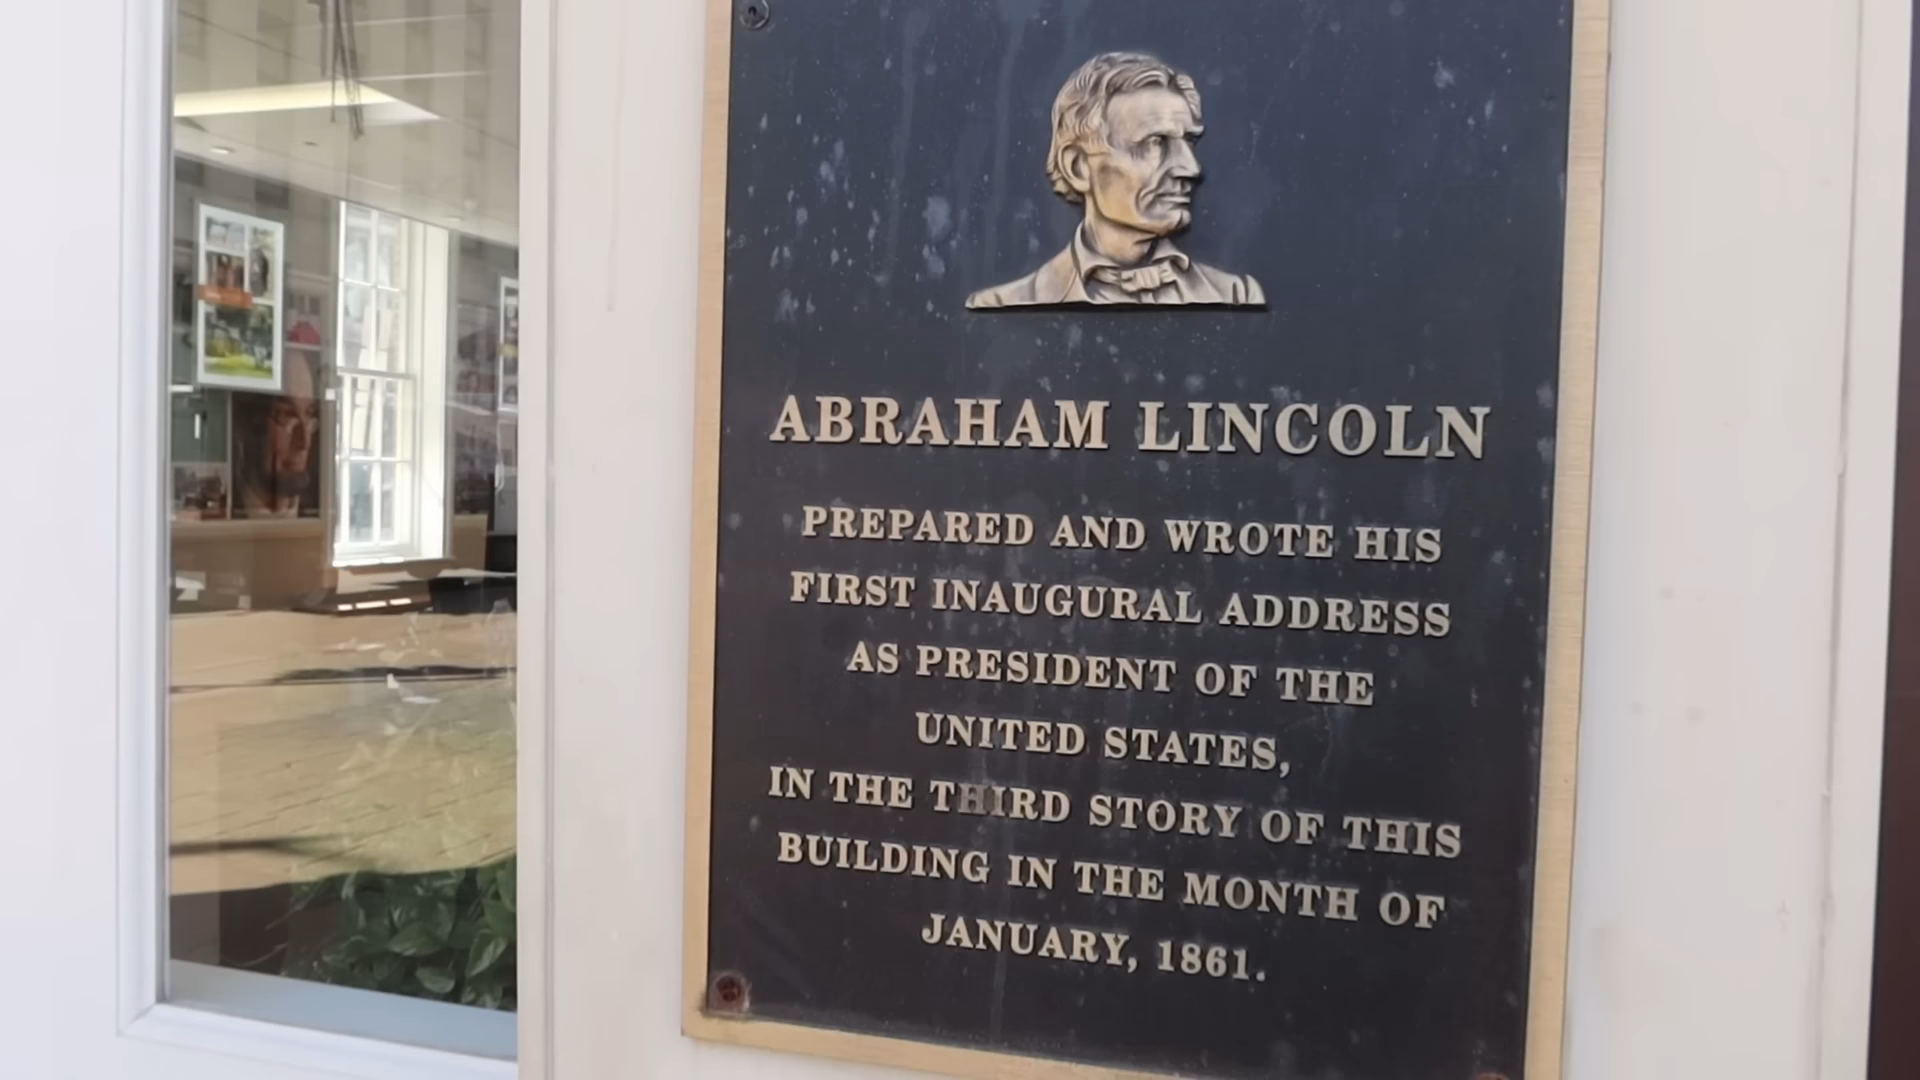 ABRAHAM LINCOLN
PREPARED AND WROTE HIS
FIRST INAUGURAL ADDRESS
AS PRESIDENT OF THE
UNITED STATES,
IN THE THIRD STORY OF THIS
BUILDING IN THE MONTH OF
JANUARY, 1861.